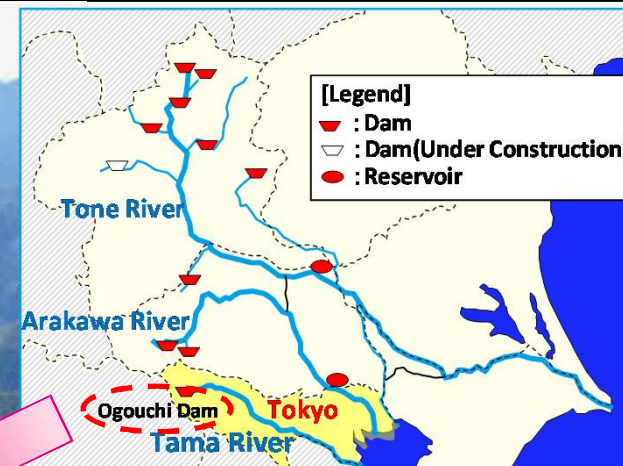 [Legend]
: Dam
: Dam(Under Construction
: Reservoir
Tone River
Arakawa River
Ogouchi Dam
Tokyo
Tama River